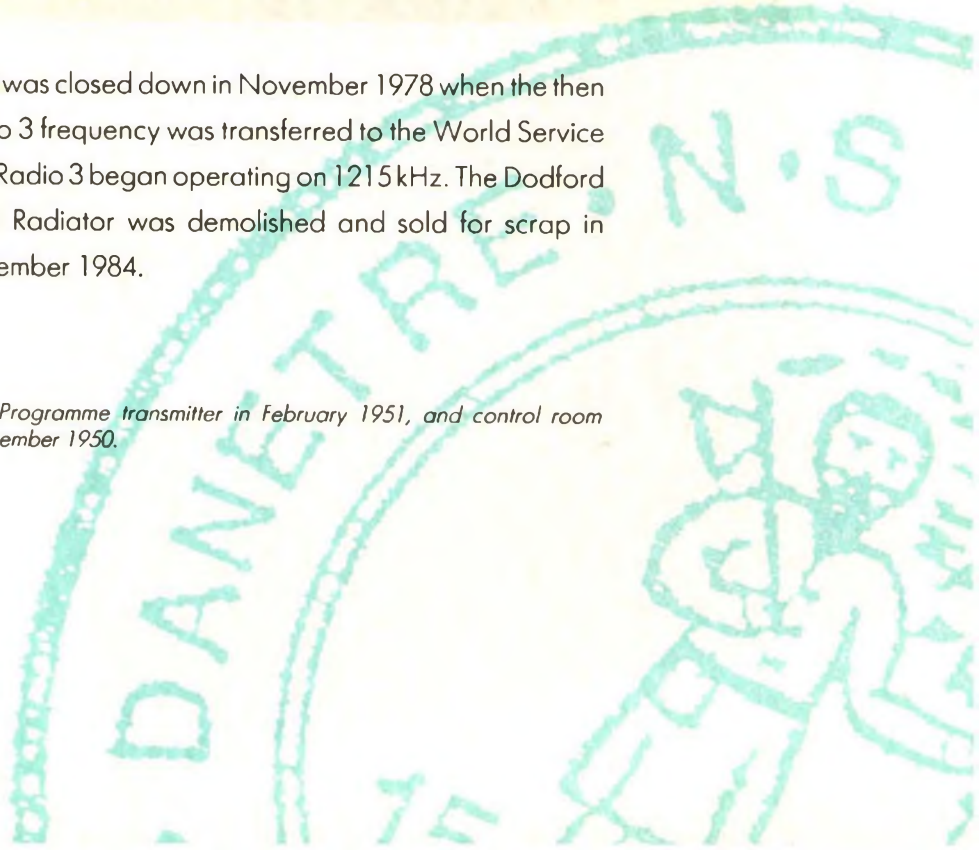 was closed down in November 1978 when the then
o 3 frequency was transferred to the World Service
Radio 3 began operating on 1215kHz. The Dodford
Radiator was demolished and sold for scrap in
ember 1984.
Programme transmitter in February 1951, and control room
ember 1950.
DANETRE·N·S